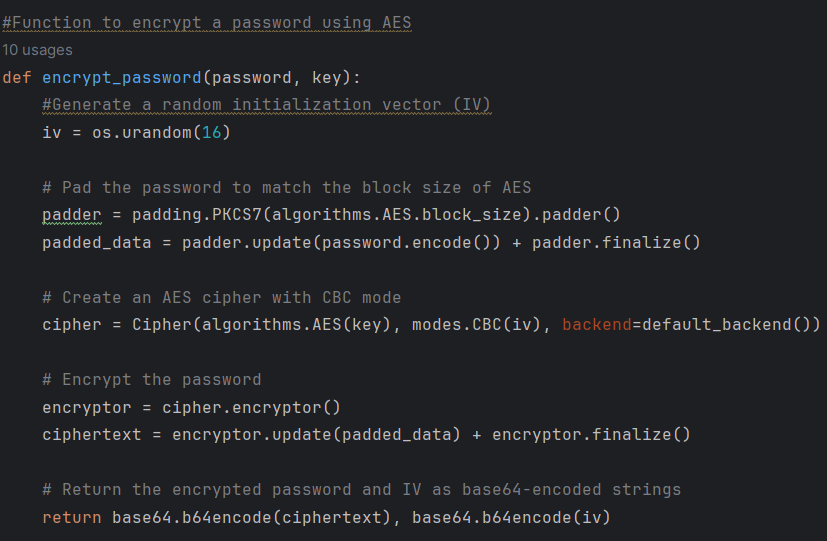 #Function to encrypt a password using AES
10 usages
def encrypt_password(password, key):
    #Generate a random initialization vector (IV)
    iv = os.urandom(16)
    # Pad the password to match the block size of AES
    padder = padding.PKCS7(algorithms.AES.block_size).padder()
    padded_data = padder.update(password.encode()) + padder.finalize()
    # Create an AES cipher with CBC mode
    cipher = Cipher(algorithms.AES(key), modes.CBC(iv), backend=default_backend())
    # Encrypt the password
    encryptor = cipher.encryptor()
    ciphertext = encryptor.update(padded_data) + encryptor.finalize()
    # Return the encrypted password and IV as base64-encoded strings
    return base64.b64encode(ciphertext), base64.b64encode(iv)